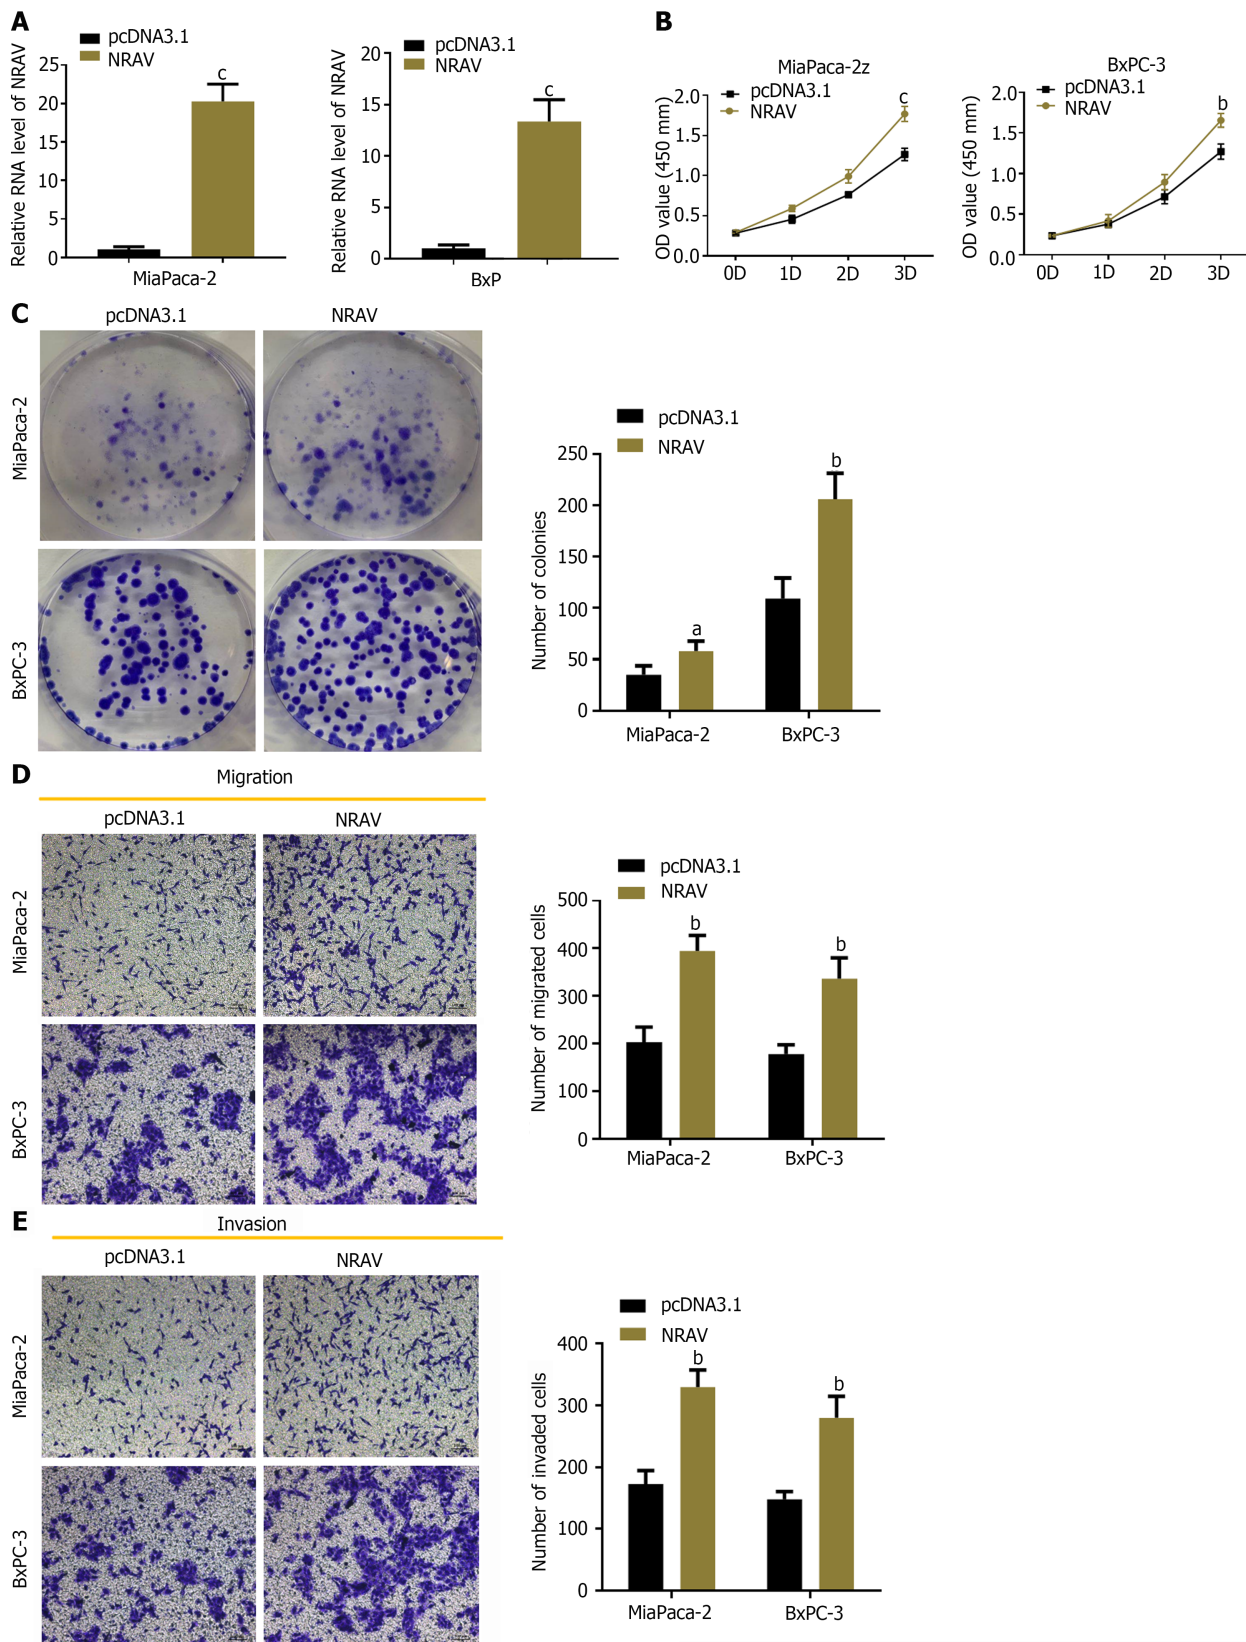 A
pcDNA3.1
NRAV
Relative RNA level of NRAV
25
20
15
10
5
0
c
MiaPaca-2
pcDNA3.1
NRAV
Relative RNA level of NRAV
20
15
10
5
0
c
BxP
B
MiaPaca-2z
pcDNA3.1
NRAV
OD value (450 mm)
2.0
1.5
1.0
0.5
0.0
c
0D 1D 2D 3D
BxPC-3
pcDNA3.1
NRAV
OD value (450 mm)
2.0
1.5
1.0
0.5
0.0
b
0D 1D 2D 3D
C
pcDNA3.1 NRAV
MiaPaca-2
BxPC-3
pcDNA3.1
NRAV
Number of colonies
250
200
150
100
50
0
a
b
MiaPaca-2 BxPC-3
D
Migration
pcDNA3.1 NRAV
MiaPaca-2
BxPC-3
pcDNA3.1
NRAV
Number of migrated cells
500
400
300
200
100
0
b
b
MiaPaca-2 BxPC-3
E
Invasion
pcDNA3.1 NRAV
MiaPaca-2
BxPC-3
pcDNA3.1
NRAV
Number of invaded cells
400
300
200
100
0
b
b
MiaPaca-2 BxPC-3